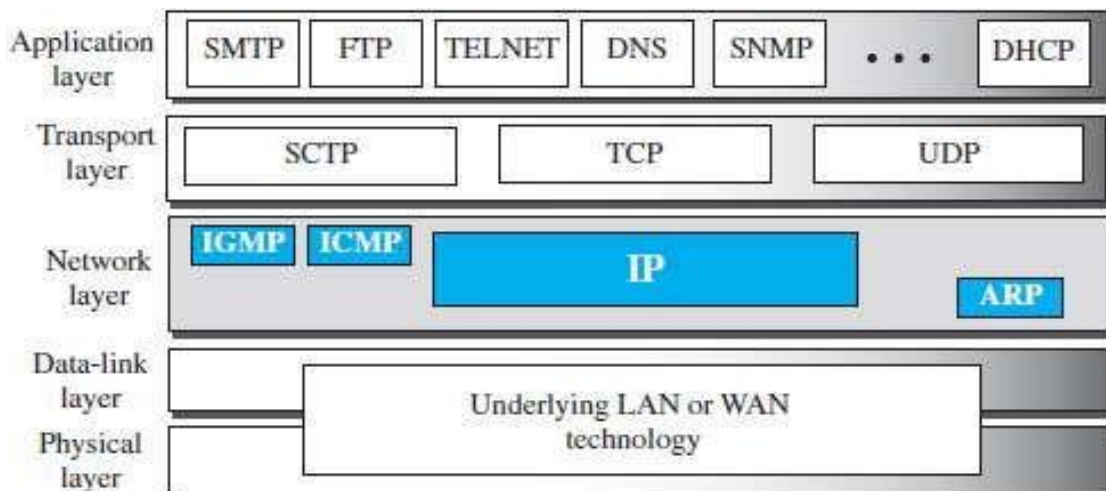 Application
layer
SMTP FTP TELNET DNS SNMP • • • DHCP
Transport
layer
SCTP TCP UDP
Network
layer
IGMP ICMP IP ARP
Data-link
layer
Physical
layer
Underlying LAN or WAN
technology